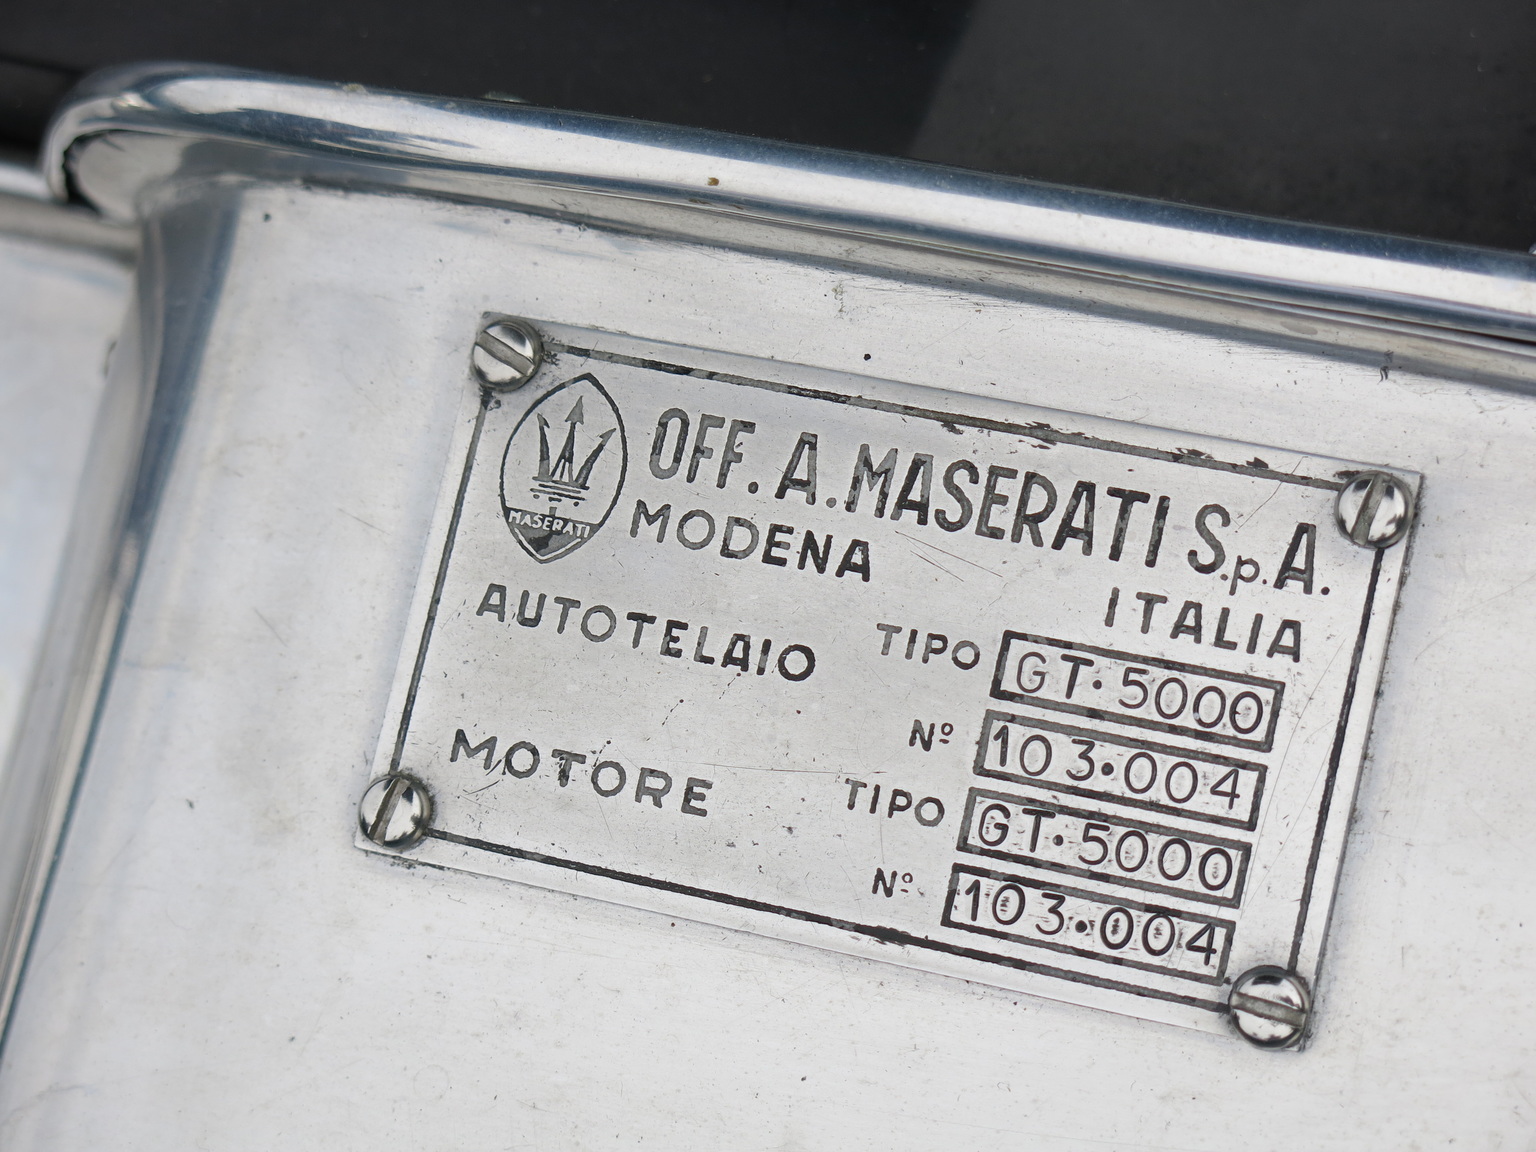 MASERATI
OFF. A. MASERATI S.p.A.
MODENA
ITALIA
AUTOTELAIO TIPO GT·5000
Nº 103·004
MOTORE TIPO GT·5000
Nº 103·004